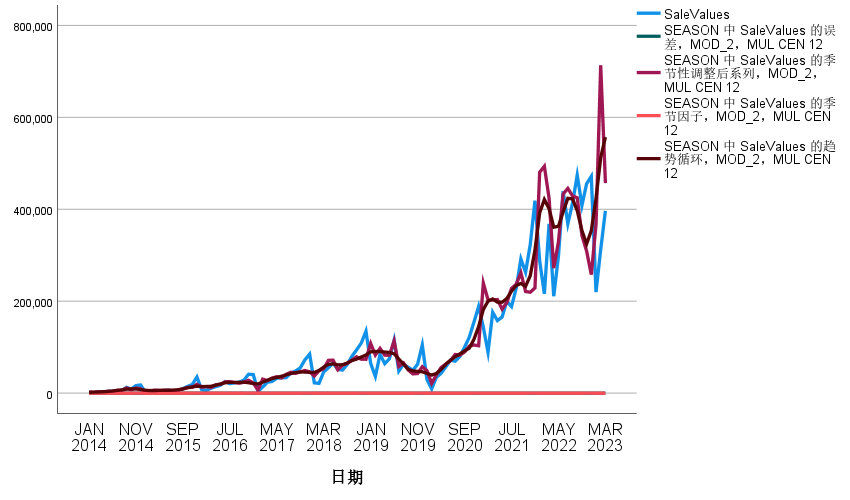 800,000
600,000
400,000
200,000
0
JAN 2014
NOV 2014
SEP 2015
JUL 2016
MAY 2017
MAR 2018
JAN 2019
NOV 2019
SEP 2020
JUL 2021
MAY 2022
MAR 2023
日期
SaleValues
SEASON 中 SaleValues 的误
差，MOD_2，MUL CEN 12
SEASON 中 SaleValues 的季
节性调整后系列，MOD_2，
MUL CEN 12
SEASON 中 SaleValues 的季
节因子，MOD_2，MUL CEN
12
SEASON 中 SaleValues 的趋
势循环，MOD_2，MUL CEN
12